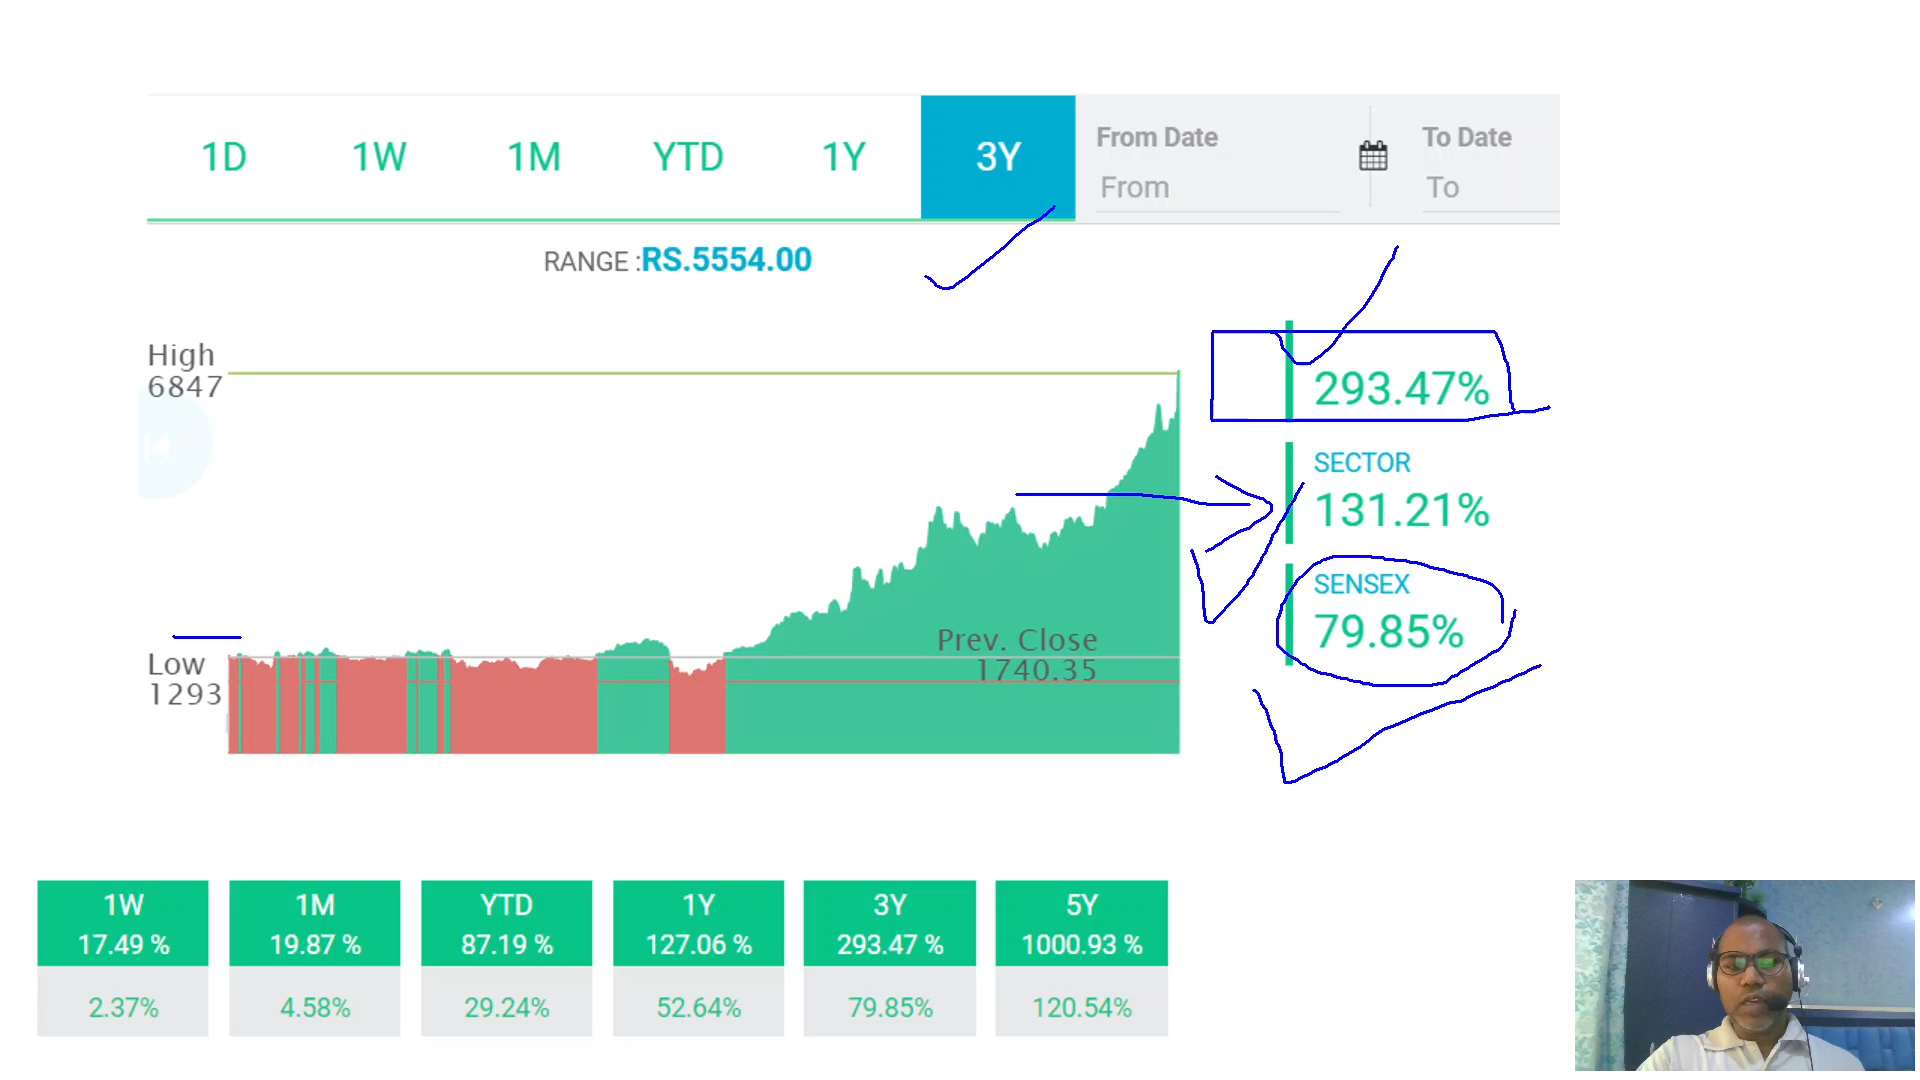 1D 1W 1M YTD 1Y 3Y From Date To Date
From To
RANGE :RS.5554.00
High
6847
293.47%
SECTOR
131.21%
SENSEX
79.85%
Prev. Close
1740.35
Low
1293
1W 1M YTD 1Y 3Y 5Y
17.49 % 19.87 % 87.19 % 127.06 % 293.47 % 1000.93 %
2.37% 4.58% 29.24% 52.64% 79.85% 120.54%